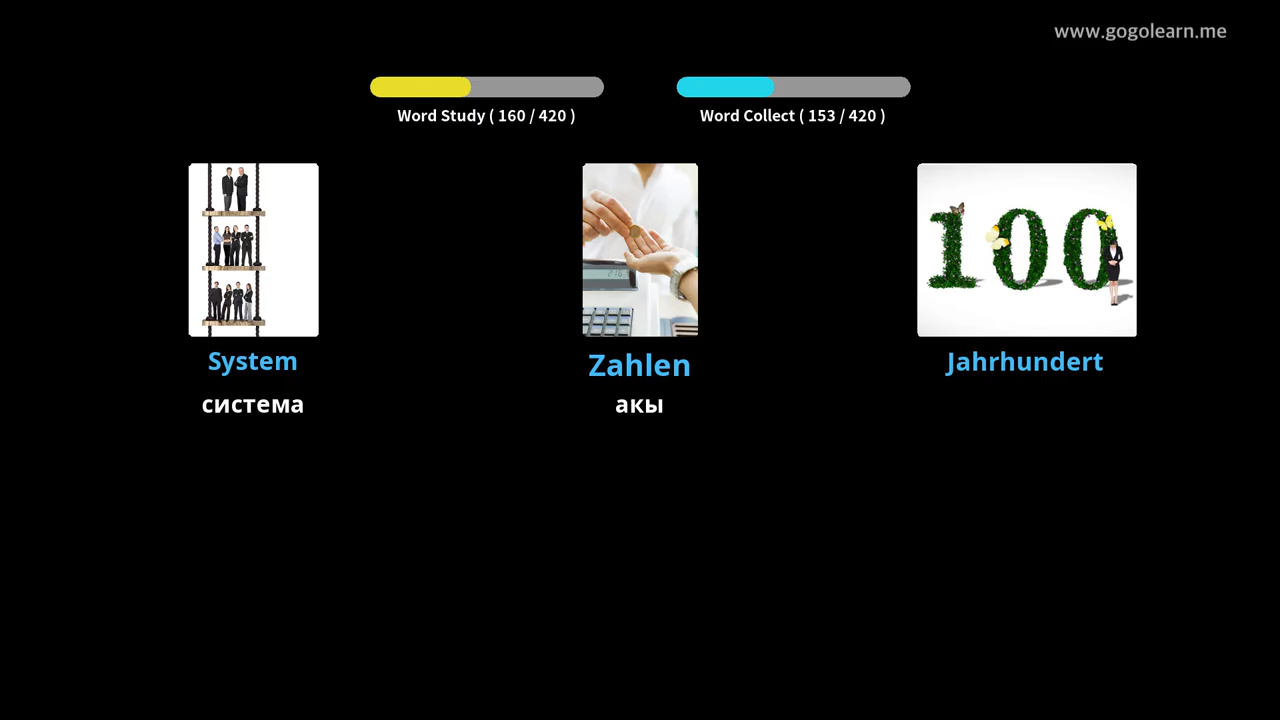 www.gogolearn.me
Word Study ( 160 / 420 )
Word Collect ( 153 / 420 )
System
Zahlen
Jahrhundert
система
акы